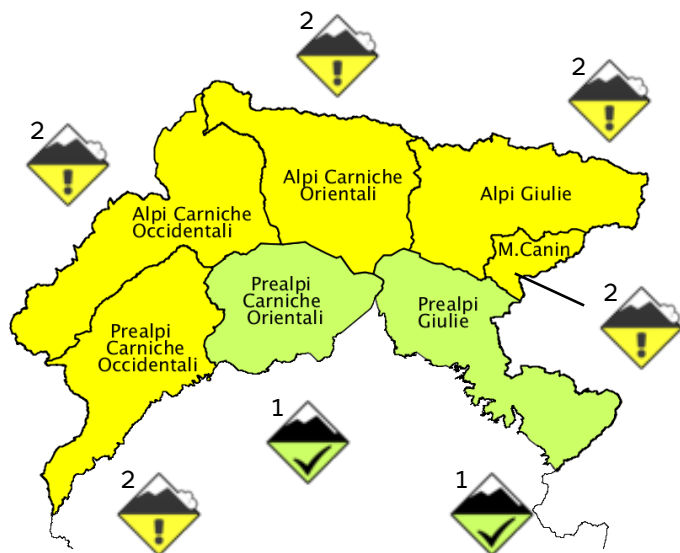 2
2
2
Alpi Carniche
Orientali
Alpi Giulie
Alpi Carniche
Occidentali
M.Canin
Prealpi
Carniche
Orientali
Prealpi
Giulie
2
Prealpi
Carniche
Occidentali
1
2
1